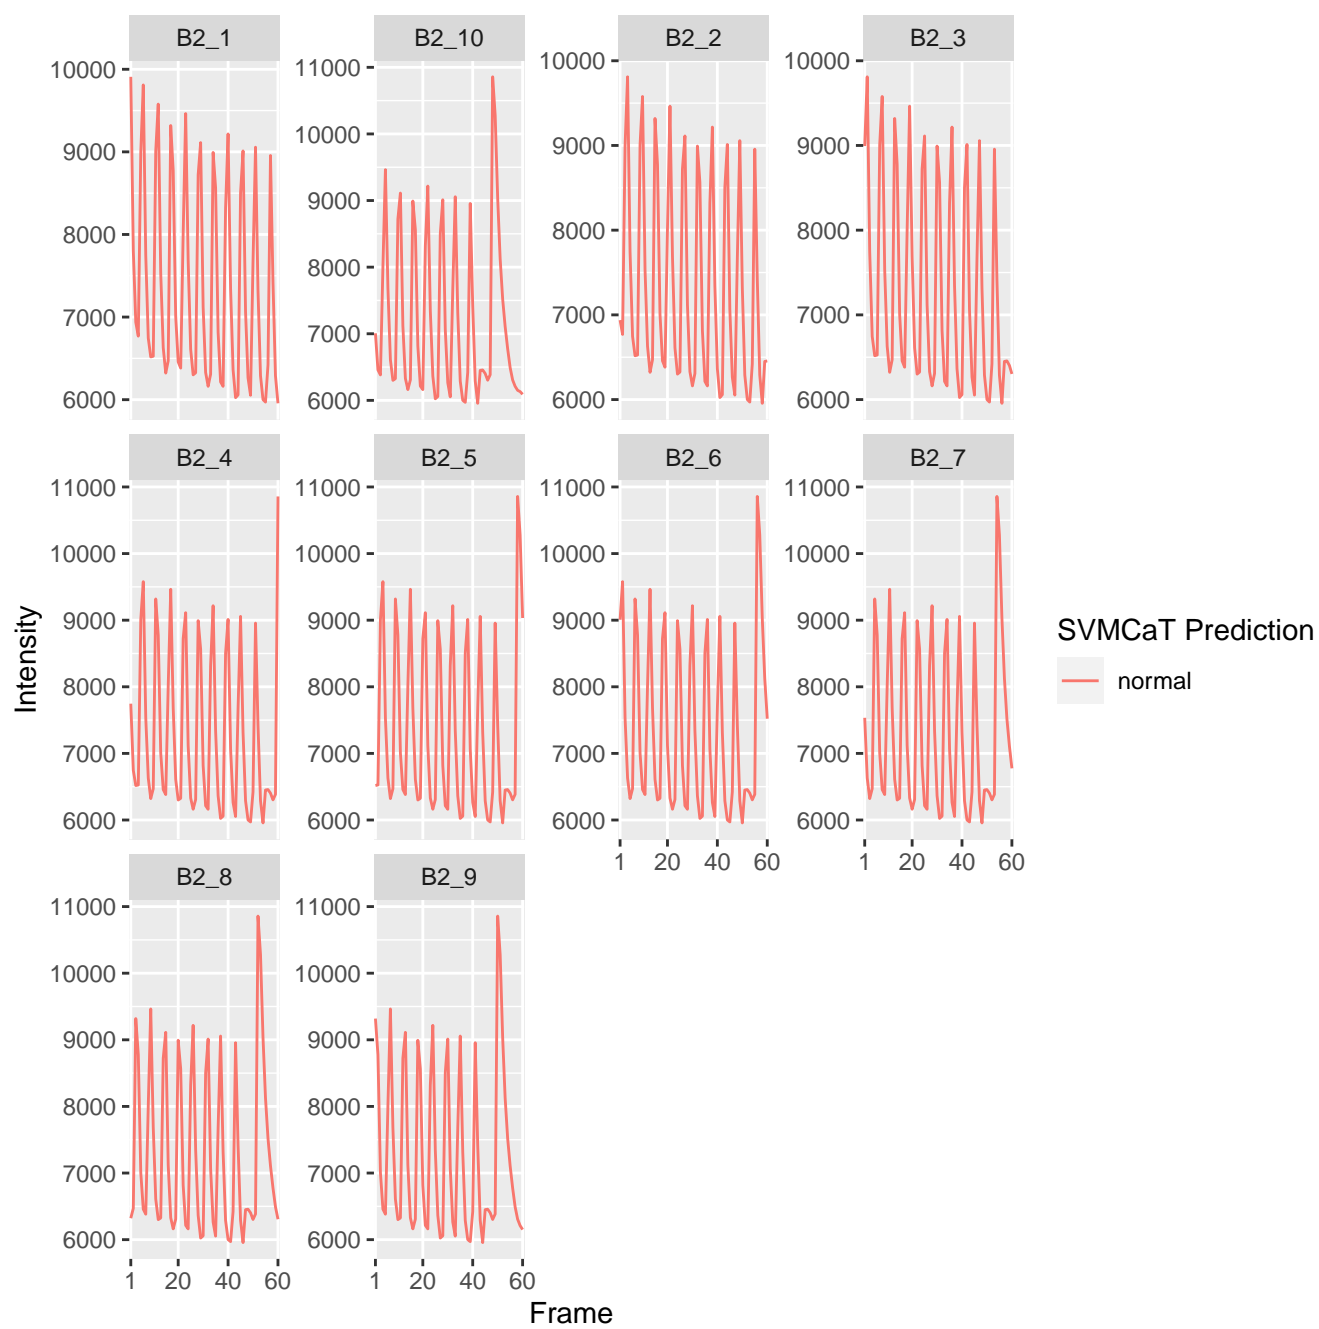 B2_1 B2_10 B2_2 B2_3
10000 11000 10000 10000
9000 10000 9000 9000
8000 9000 8000 8000
7000 8000 7000 7000
6000 7000 6000 6000
6000
B2_4 B2_5 B2_6 B2_7
11000 11000 11000 11000
10000 10000 10000 10000
9000 9000 9000 9000
8000 8000 8000 8000
7000 7000 7000 7000
6000 6000 6000 6000
1 20 40 60 1 20 40 60
B2_8 B2_9
11000 11000
10000 10000
9000 9000
8000 8000
7000 7000
6000 6000
1 20 40 60 1 20 40 60
Frame
Intensity
SVMCaT Prediction
normal